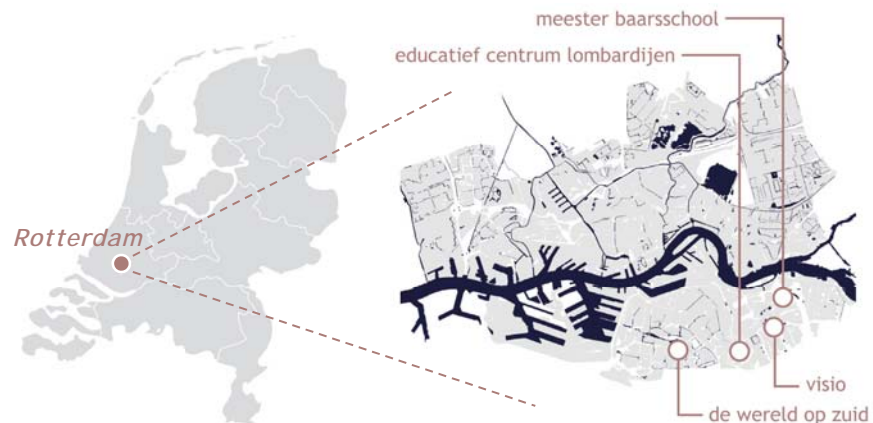 meester baarsschool
educatief centrum lombardijen
Rotterdam
visio
de wereld op zuid